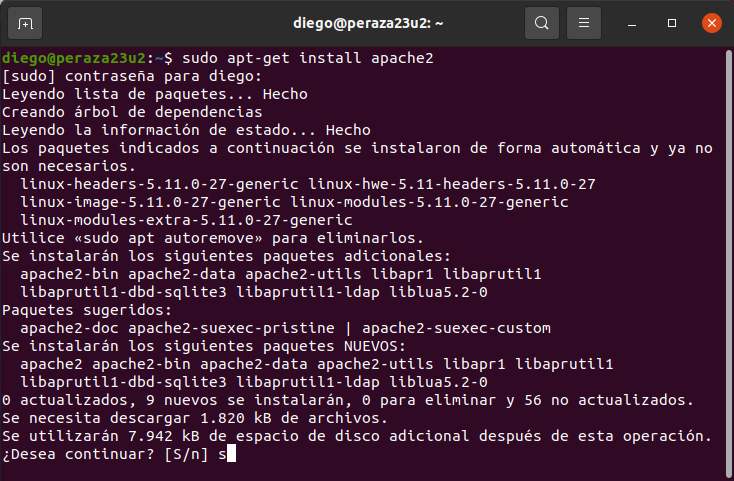 diego@peraza23u2: ~
diego@peraza23u2:~$ sudo apt-get install apache2
[sudo] contraseña para diego:
Leyendo lista de paquetes... Hecho
Creando árbol de dependencias
Leyendo la información de estado... Hecho
Los paquetes indicados a continuación se instalaron de forma automática y ya no
son necesarios.
  linux-headers-5.11.0-27-generic linux-hwe-5.11-headers-5.11.0-27
  linux-image-5.11.0-27-generic linux-modules-5.11.0-27-generic
  linux-modules-extra-5.11.0-27-generic
Utilice «sudo apt autoremove» para eliminarlos.
Se instalarán los siguientes paquetes adicionales:
  apache2-bin apache2-data apache2-utils libapr1 libaprutil1
  libaprutil1-dbd-sqlite3 libaprutil1-ldap liblua5.2-0
Paquetes sugeridos:
  apache2-doc apache2-suexec-pristine | apache2-suexec-custom
Se instalarán los siguientes paquetes NUEVOS:
  apache2 apache2-bin apache2-data apache2-utils libapr1 libaprutil1
  libaprutil1-dbd-sqlite3 libaprutil1-ldap liblua5.2-0
0 actualizados, 9 nuevos se instalarán, 0 para eliminar y 56 no actualizados.
Se necesita descargar 1.820 kB de archivos.
Se utilizarán 7.942 kB de espacio de disco adicional después de esta operación.
¿Desea continuar? [S/n] s